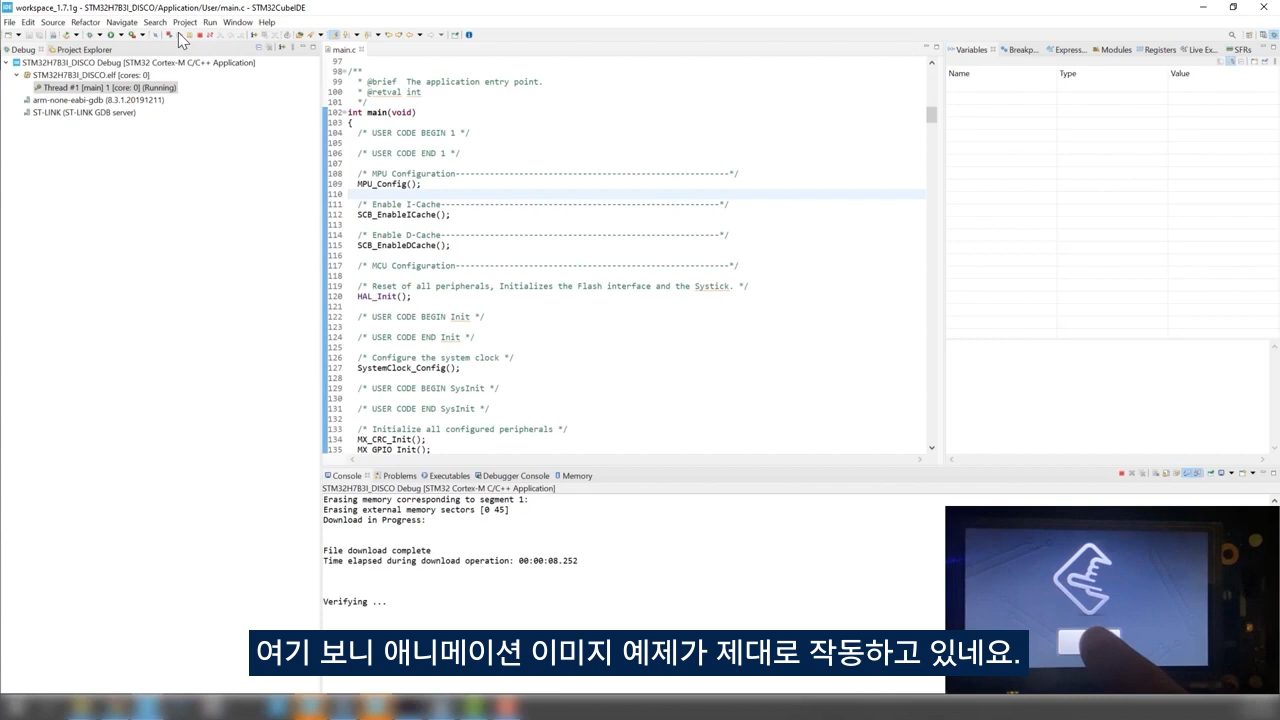 workspace_1.7.1g - STM32H7B3I_DISCO/Application/User/main.c - STM32CubeIDE
File Edit Source Refactor Navigate Search Project Run Window Help
Debug Project Explorer
STM32H7B3I_DISCO Debug [STM32 Cortex-M C/C++ Application]
STM32H7B3I_DISCO.elf [cores: 0]
Thread #1 [main] 1 [core: 0] (Running)
arm-none-eabi-gdb (8.3.1.20191211)
ST-LINK (ST-LINK GDB server)
main.c
97
98 /**
99 * @brief The application entry point.
100 * @retval int
101 */
102 int main(void)
103 {
104 /* USER CODE BEGIN 1 */
105
106 /* USER CODE END 1 */
107
108 /* MPU Configuration--------------------------------------------------------*/
109 MPU_Config();
110
111 /* Enable I-Cache---------------------------------------------------------*/
112 SCB_EnableICache();
113
114 /* Enable D-Cache---------------------------------------------------------*/
115 SCB_EnableDCache();
116
117 /* MCU Configuration--------------------------------------------------------*/
118
119 /* Reset of all peripherals, Initializes the Flash interface and the Systick. */
120 HAL_Init();
121
122 /* USER CODE BEGIN Init */
123
124 /* USER CODE END Init */
125
126 /* Configure the system clock */
127 SystemClock_Config();
128
129 /* USER CODE BEGIN SysInit */
130
131 /* USER CODE END SysInit */
132
133 /* Initialize all configured peripherals */
134 MX_CRC_Init();
135 MX_GPIO_Init();
Variables Breakp... Express... Modules Registers Live Ex... SFRs
Name Type Value
Console Problems Executables Debugger Console Memory
STM32H7B3I_DISCO Debug [STM32 Cortex-M C/C++ Application]
Erasing memory corresponding to segment 1:
Erasing external memory sectors [0 45]
Download in Progress:
File download complete
Time elapsed during download operation: 00:00:08.252
Verifying ...
여기 보니 애니메이션 이미지 예제가 제대로 작동하고 있네요.